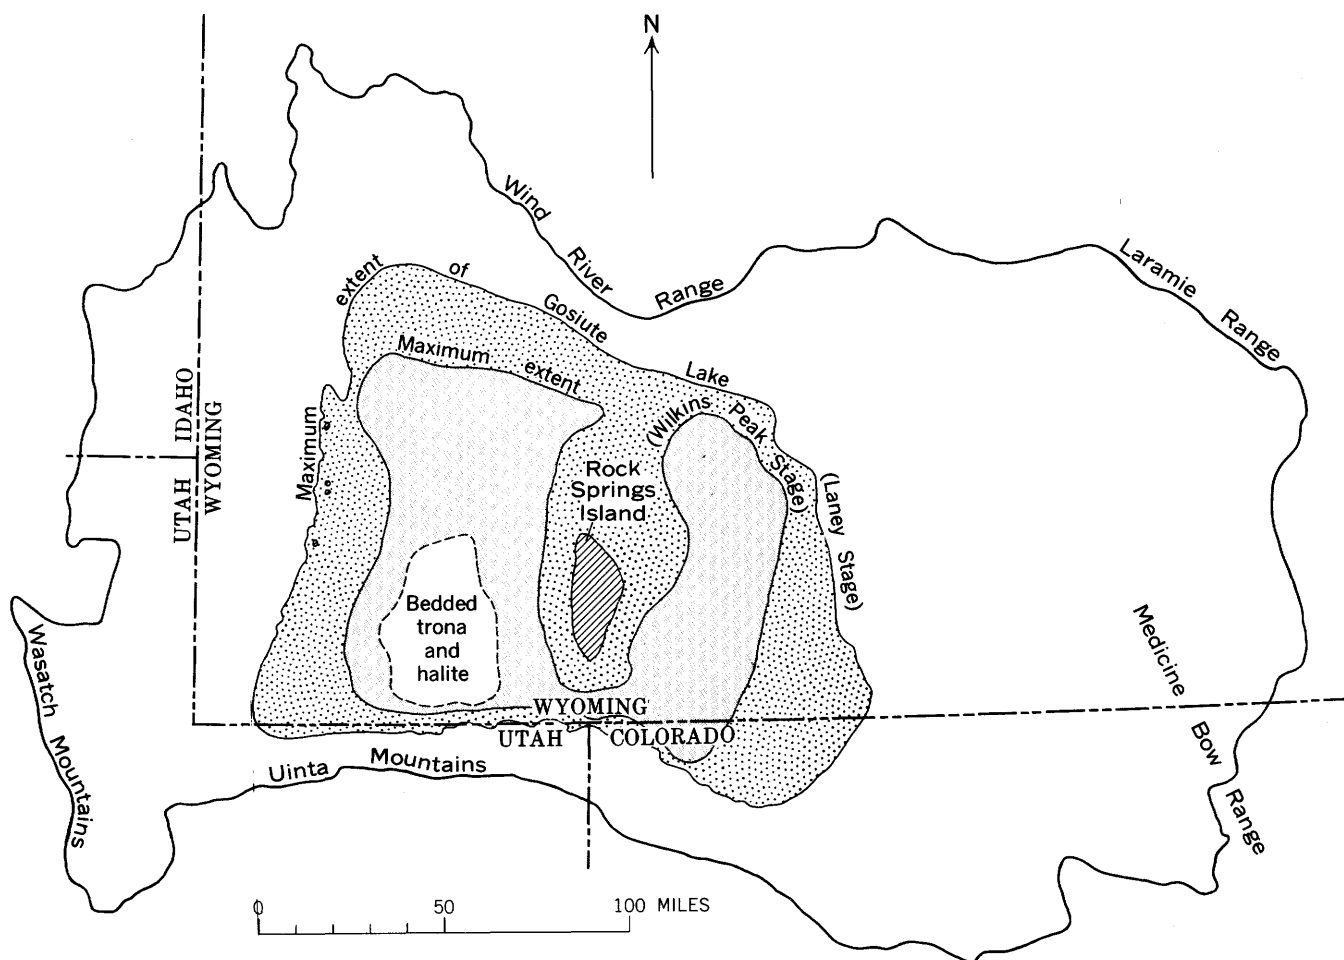 N
Wind River Range
Laramie Range
Maximum extent of Gosiute Lake (Laney Stage)
Maximum extent (Wilkins Peak Stage)
IDAHO
WYOMING
UTAH
Rock
Springs
Island
Bedded
trona
and
halite
Medicine Bow Range
Wasatch Mountains
WYOMING
UTAH
COLORADO
Uinta Mountains
0 50 100 MILES